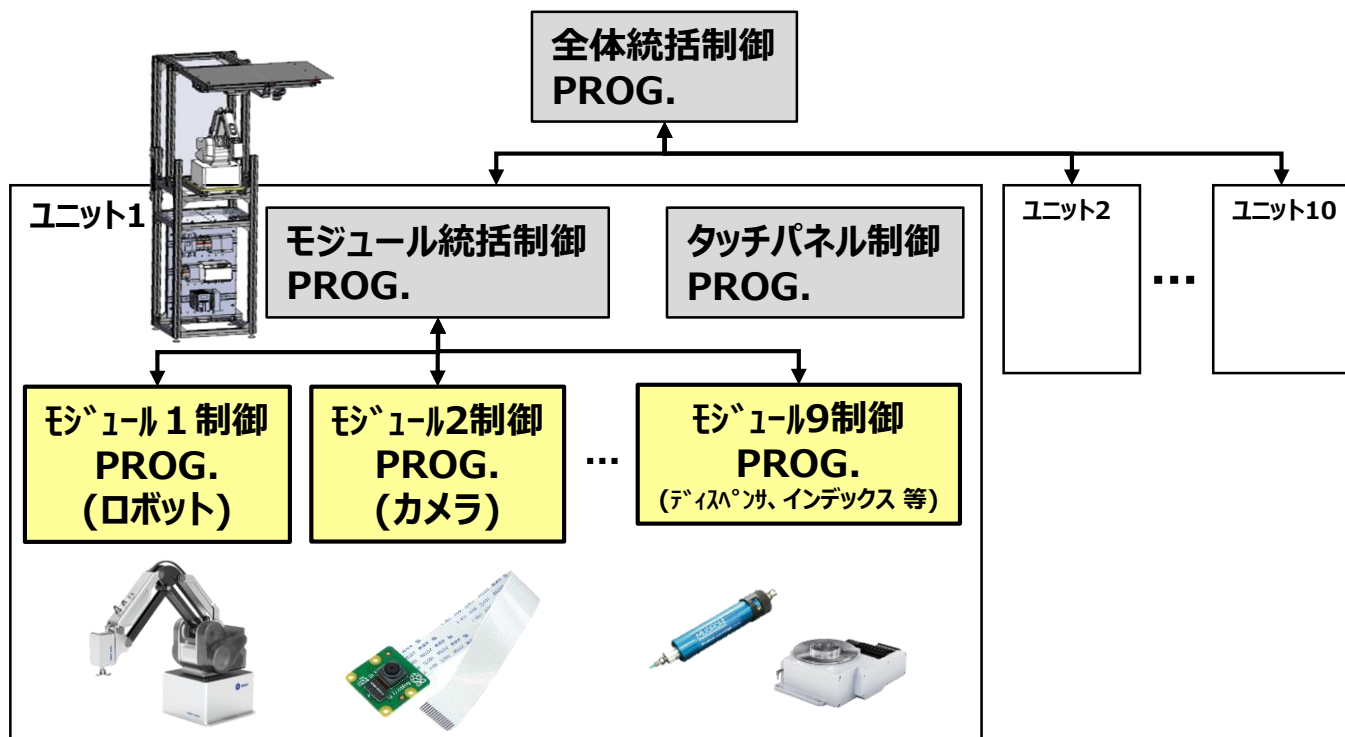 全体統括制御
PROG.
ユニット1
モジュール統括制御
PROG.
タッチパネル制御
PROG.
ユニット2
…
ユニット10
ﾓｼﾞｭｰﾙ１制御
PROG.
(ロボット)
ﾓｼﾞｭｰﾙ2制御
PROG.
(カメラ)
…
ﾓｼﾞｭｰﾙ9制御
PROG.
(ﾃﾞｨｽﾍﾟﾝｻ、インデックス 等)